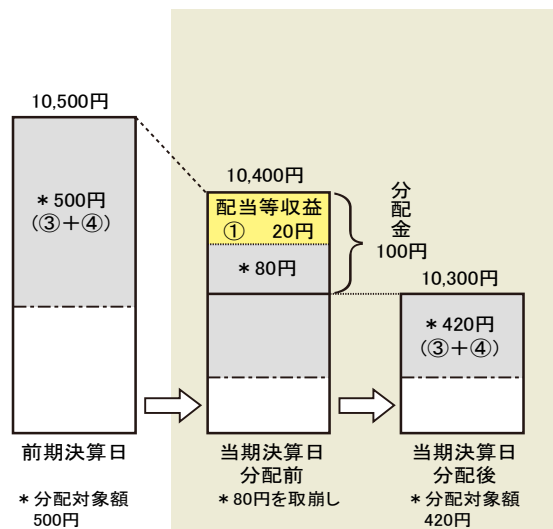 10,500円
＊500円
(③＋④)
前期決算日
＊分配対象額
500円
10,400円
配当等収益
① 20円
＊80円
分配金
100円
当期決算日
分配前
＊80円を取崩し
10,300円
＊420円
(③＋④)
当期決算日
分配後
＊分配対象額
420円